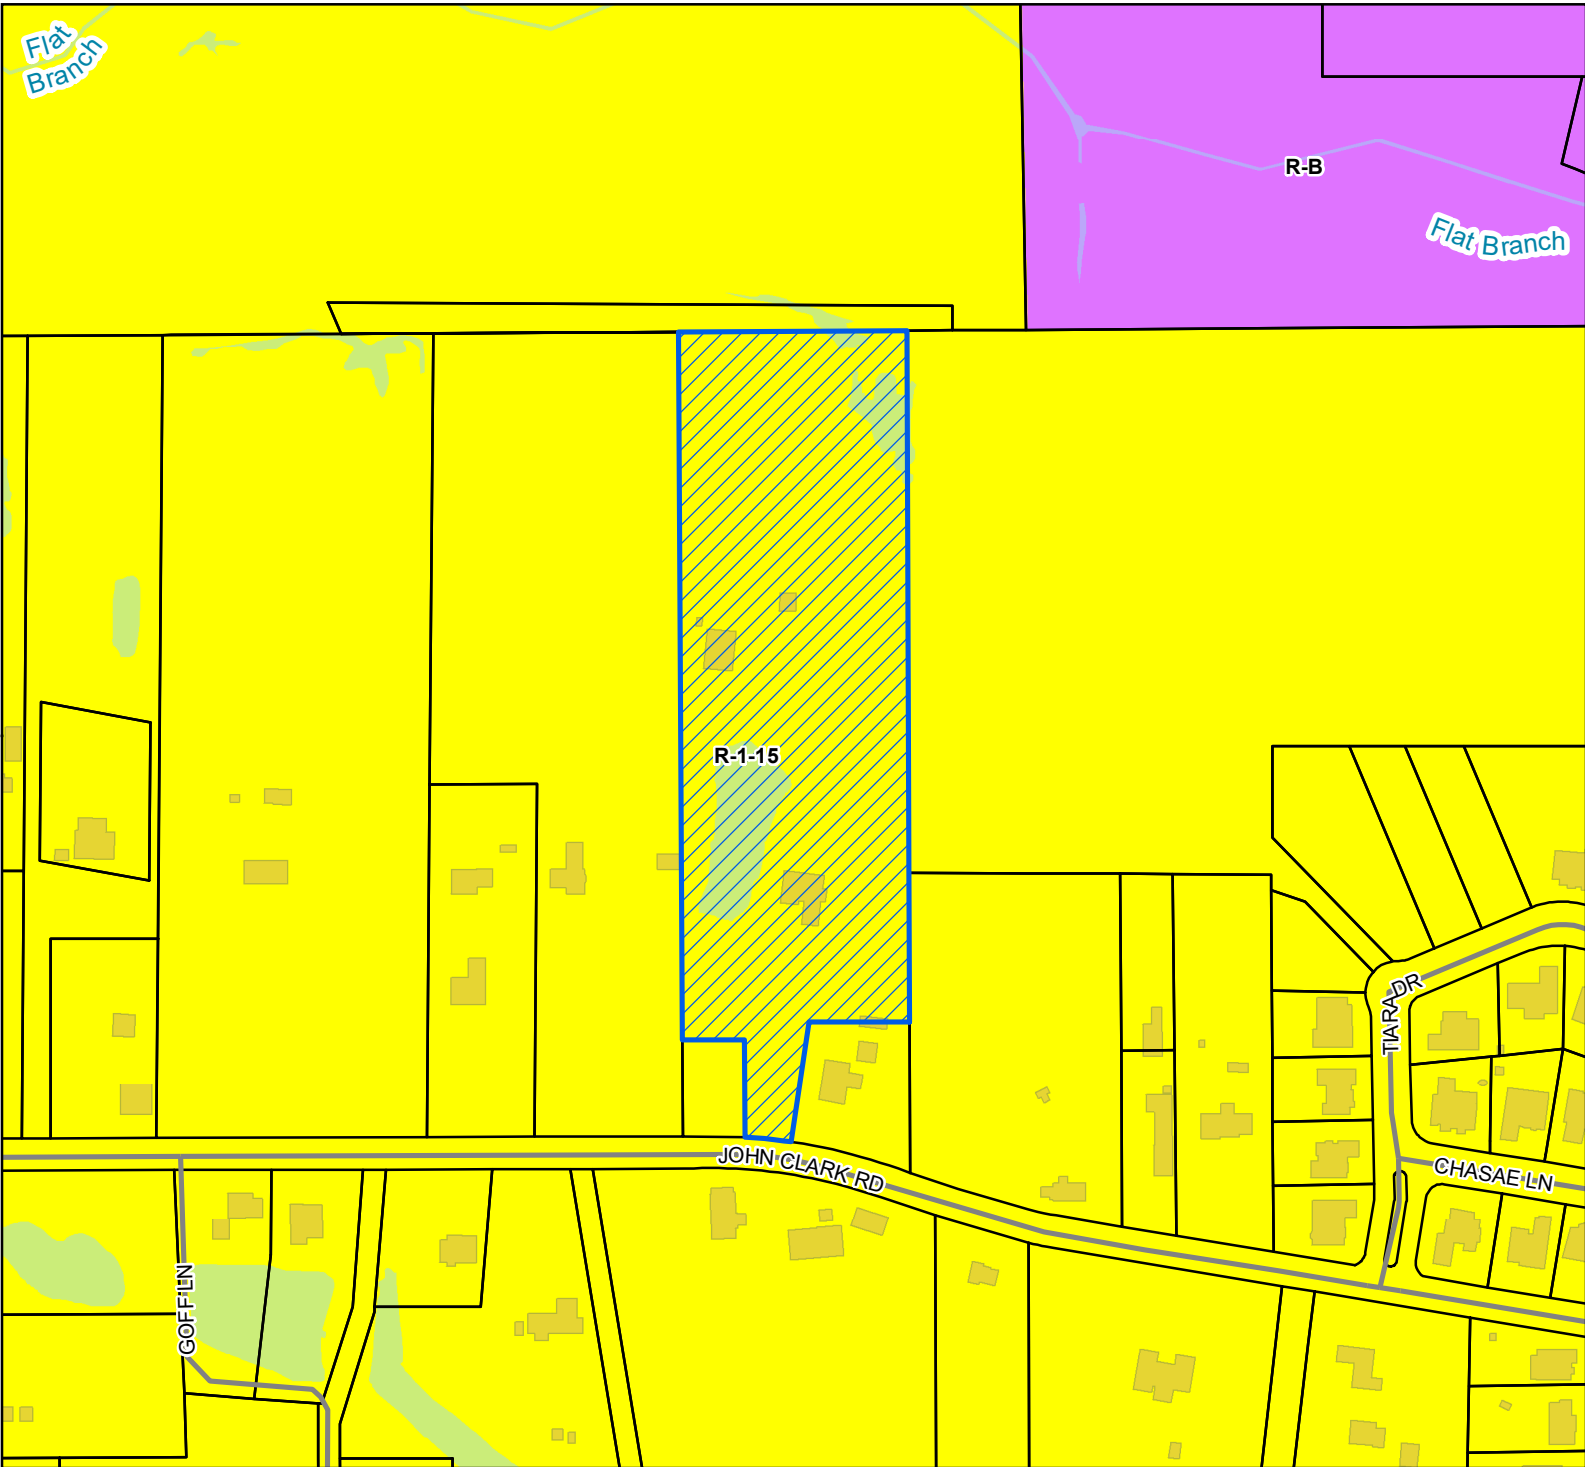 Flat
Branch
R-B
Flat Branch
R-1-15
TIARA DR
JOHN CLARK RD
CHASAE LN
GOFF LN